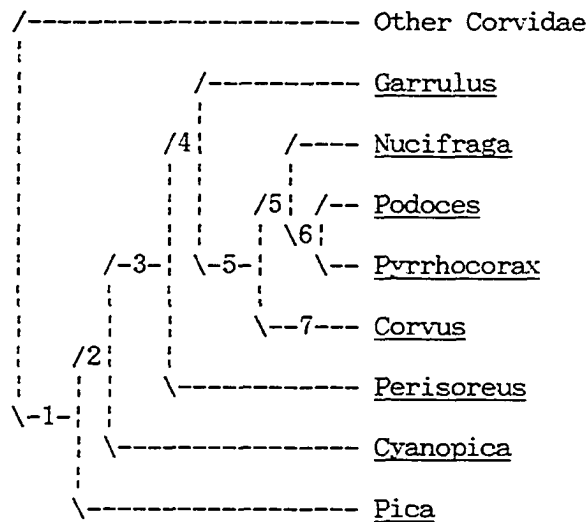 Other Corvidae
Garrulus
4
Nucifraga
5
Podoces
6
3
5
Pyrrhocorax
7
Corvus
2
Perisoreus
1
Cyanopica
Pica